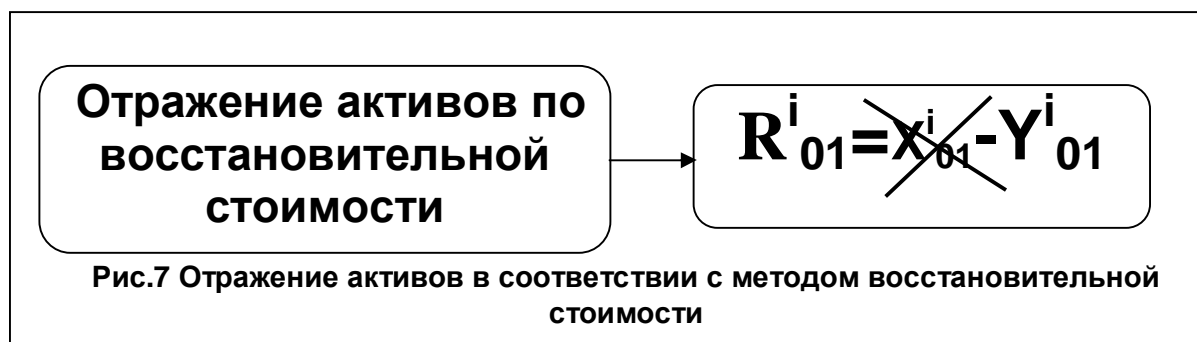 Отражение активов по
восстановительной
стоимости
R^i_01=X^i_01-Y^i_01
Рис.7 Отражение активов в соответствии с методом восстановительной
стоимости